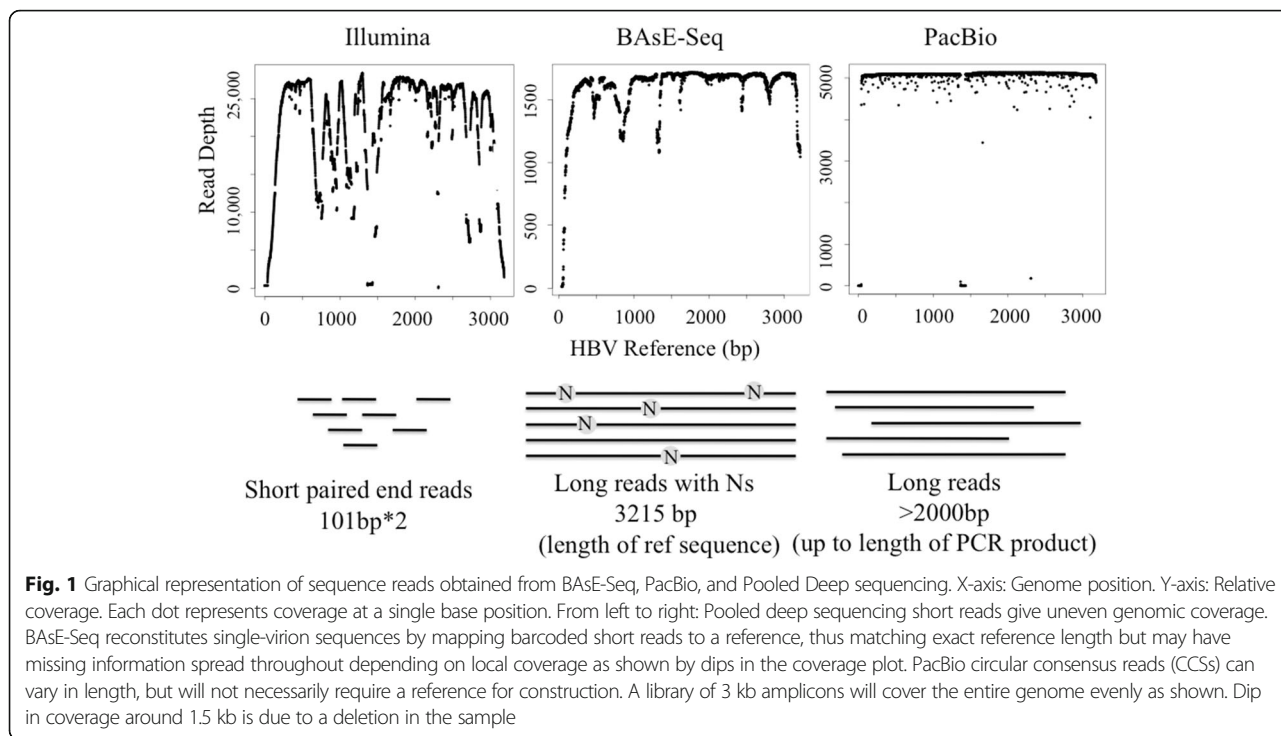 Illumina
BAsE-Seq
PacBio
Read Depth
25,000
10,000
0
1500
1000
500
0
5000
3000
1000
0
0 1000 2000 3000
0 1000 2000 3000
0 1000 2000 3000
HBV Reference (bp)
N
N
N
N
N
Short paired end reads
101bp*2
Long reads with Ns
3215 bp
(length of ref sequence)
Long reads
>2000bp
(up to length of PCR product)
Fig. 1 Graphical representation of sequence reads obtained from BAsE-Seq, PacBio, and Pooled Deep sequencing. X-axis: Genome position. Y-axis: Relative
coverage. Each dot represents coverage at a single base position. From left to right: Pooled deep sequencing short reads give uneven genomic coverage.
BAsE-Seq reconstitutes single-virion sequences by mapping barcoded short reads to a reference, thus matching exact reference length but may have
missing information spread throughout depending on local coverage as shown by dips in the coverage plot. PacBio circular consensus reads (CCSs) can
vary in length, but will not necessarily require a reference for construction. A library of 3 kb amplicons will cover the entire genome evenly as shown. Dip
in coverage around 1.5 kb is due to a deletion in the sample